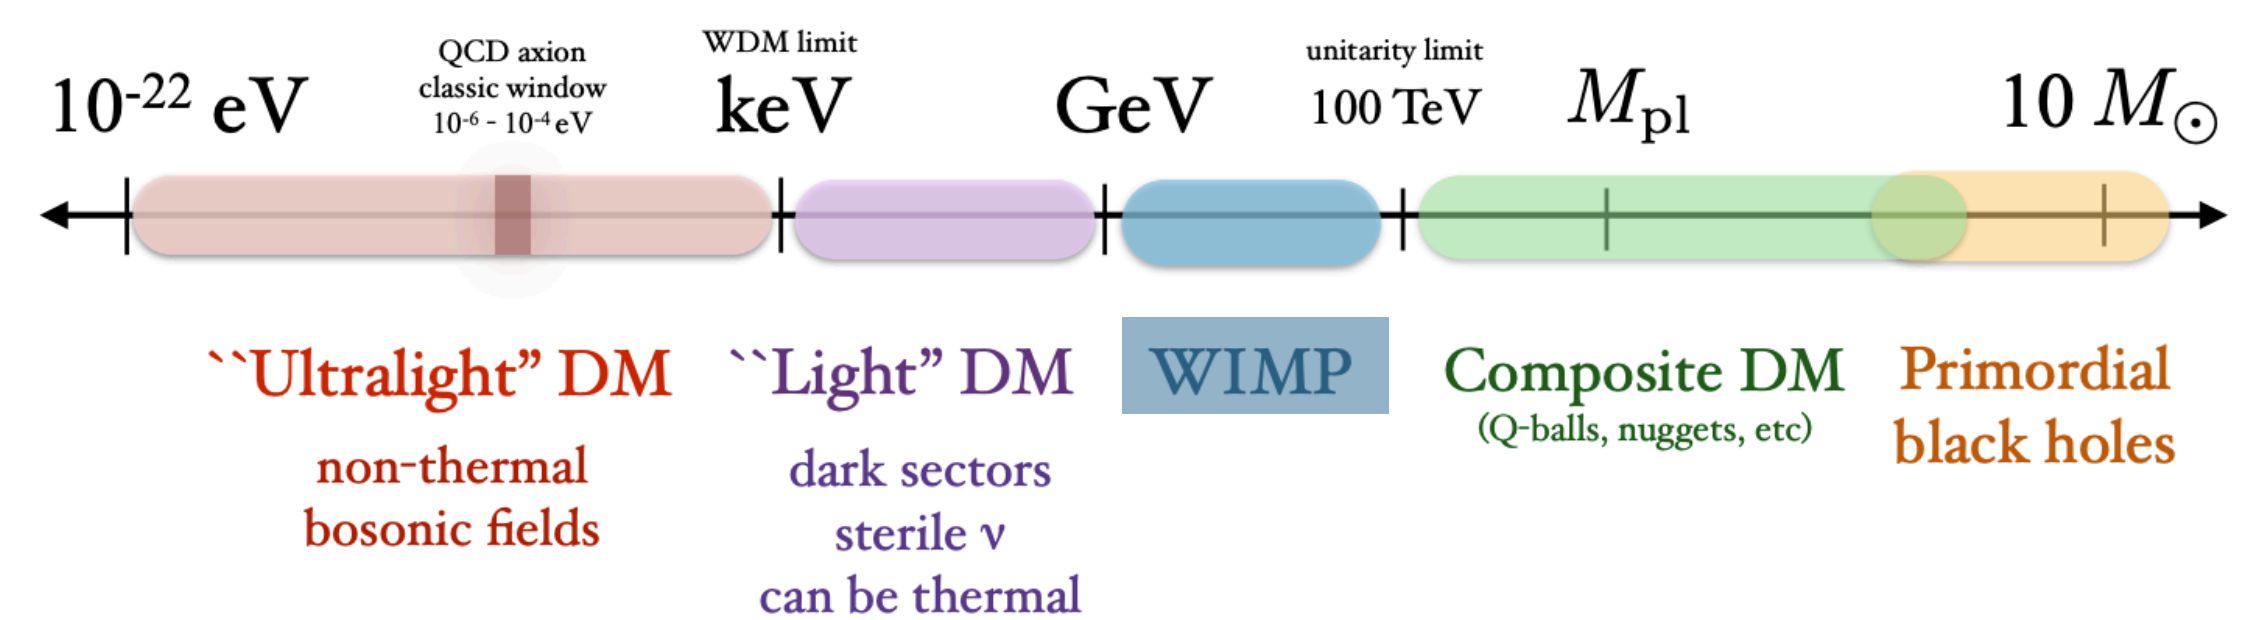 10⁻²² eV
QCD axion
classic window
10⁻⁶ - 10⁻⁴ eV
WDM limit
keV
GeV
unitarity limit
100 TeV
Mpl
10 M☉
``Ultralight” DM
non-thermal
bosonic fields
``Light” DM
dark sectors
sterile ν
can be thermal
WIMP
Composite DM
(Q-balls, nuggets, etc)
Primordial
black holes